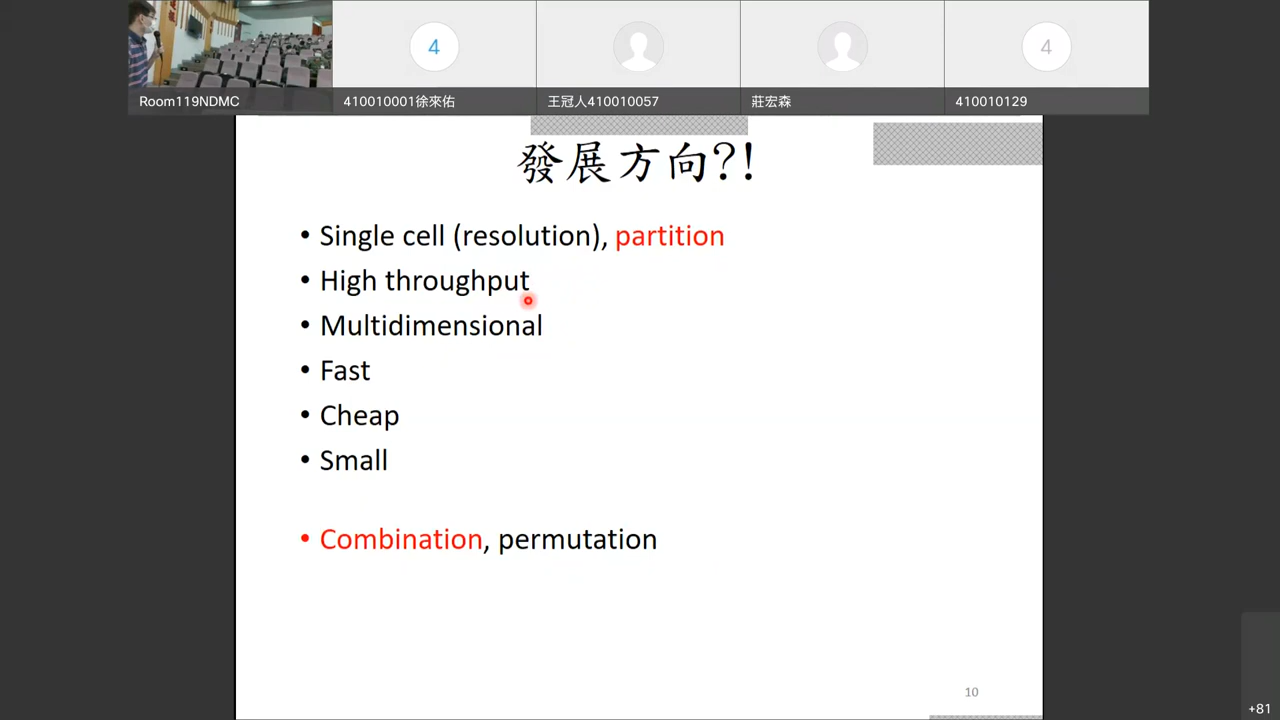 4
4
Room119NDMC
410010001徐來佑
王冠人410010057
莊宏森
410010129
發展方向?!
• Single cell (resolution), partition
• High throughput
• Multidimensional
• Fast
• Cheap
• Small
• Combination, permutation
10
+81